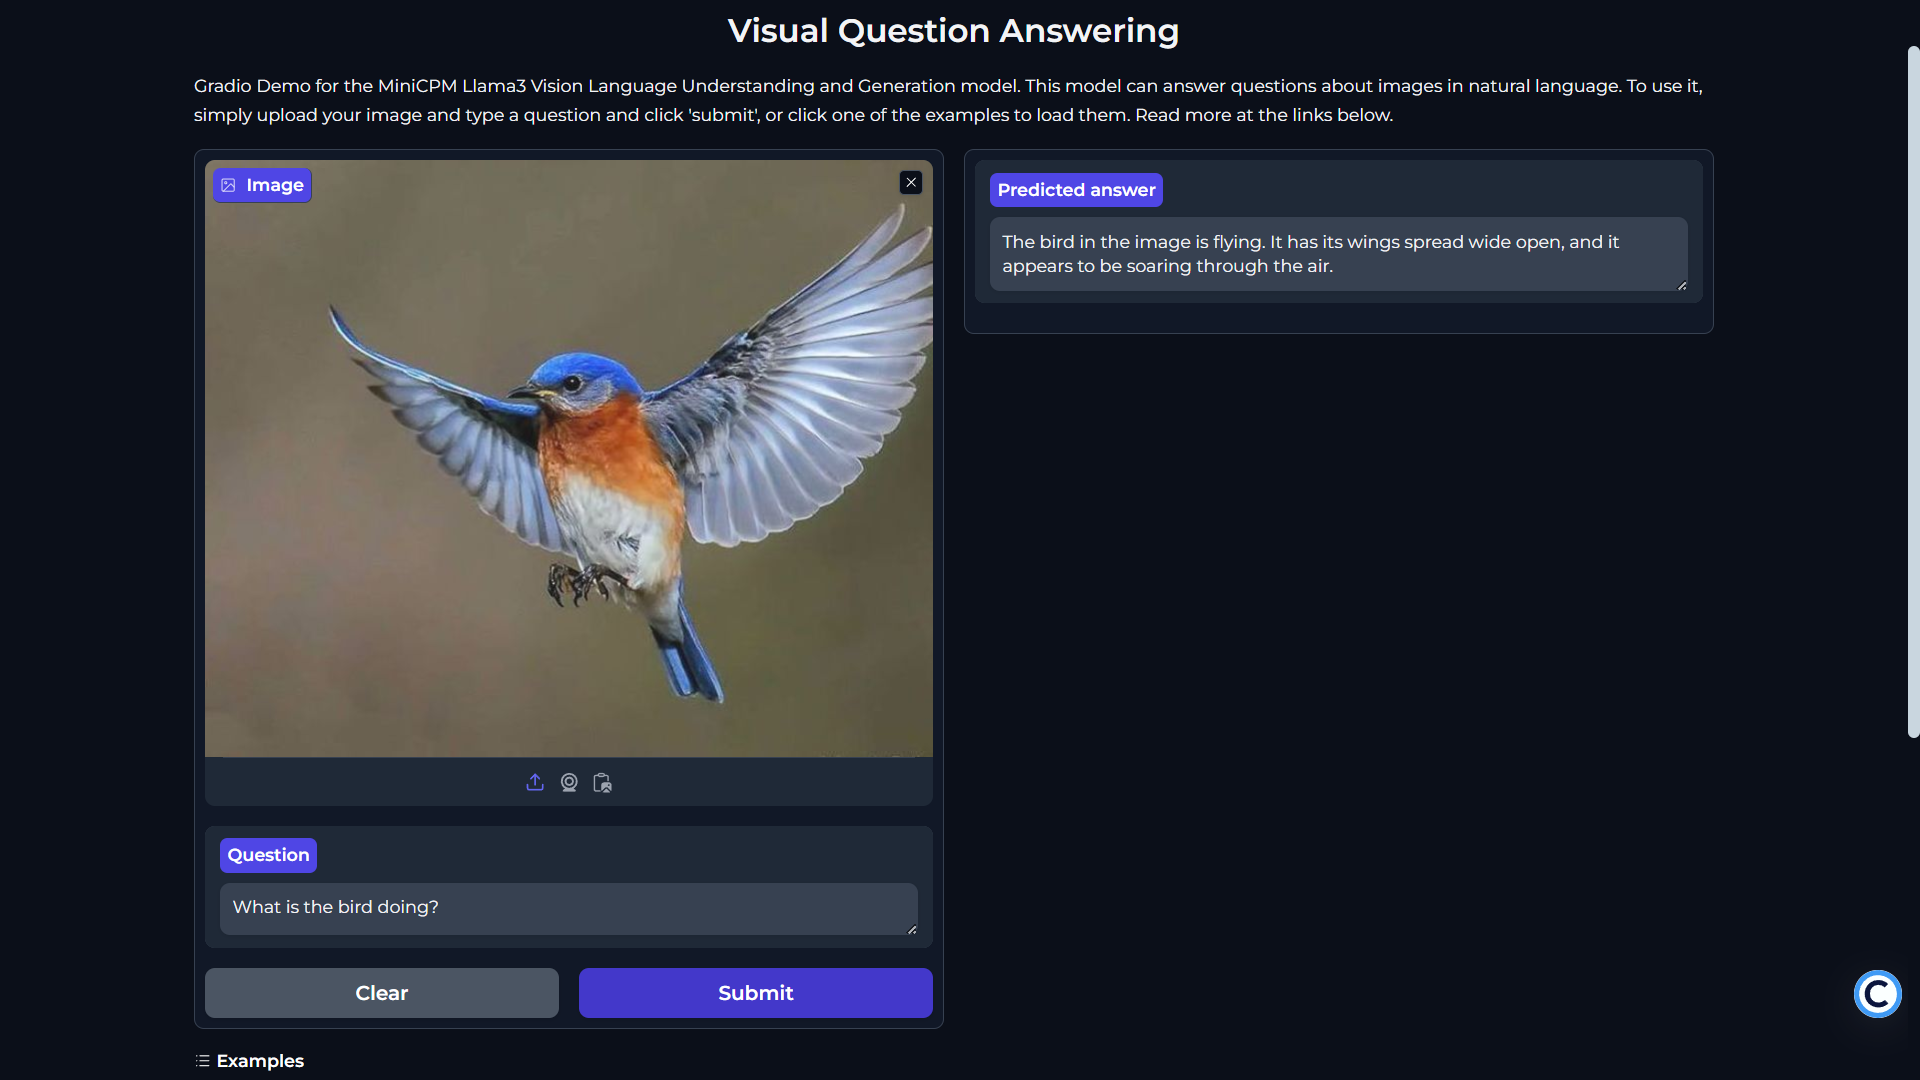 Visual Question Answering
Gradio Demo for the MiniCPM Llama3 Vision Language Understanding and Generation model. This model can answer questions about images in natural language. To use it,
simply upload your image and type a question and click 'submit', or click one of the examples to load them. Read more at the links below.
Image
Predicted answer
The bird in the image is flying. It has its wings spread wide open, and it
appears to be soaring through the air.
Question
What is the bird doing?
Clear
Submit
C
Examples